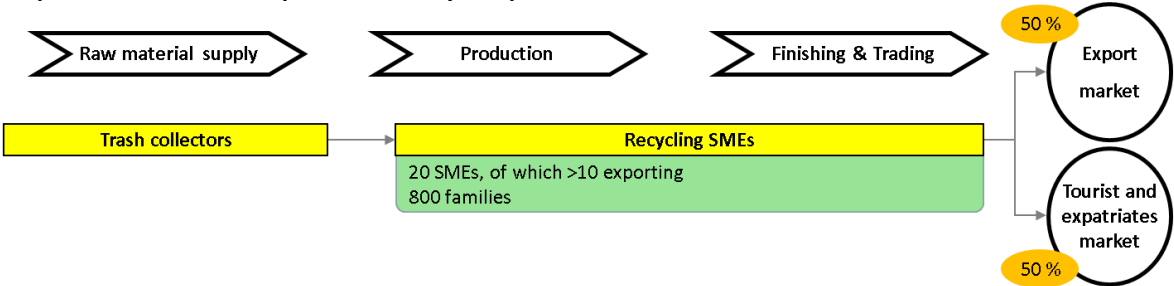 Raw material supply
Production
Finishing & Trading
50 %
Export
market
Trash collectors
Recycling SMEs
20 SMEs, of which >10 exporting
800 families
Tourist and
expatriates
market
50 %